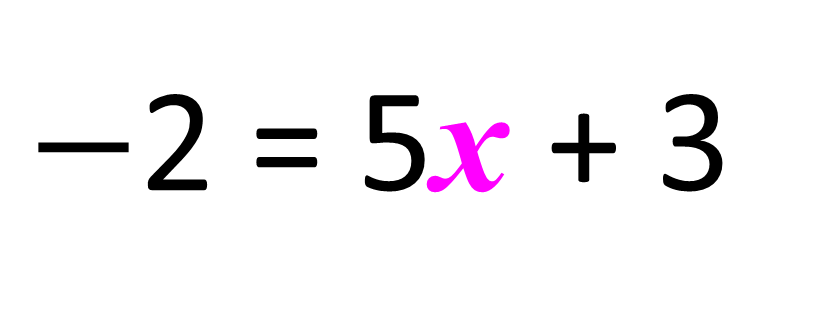 −2 = 5x + 3